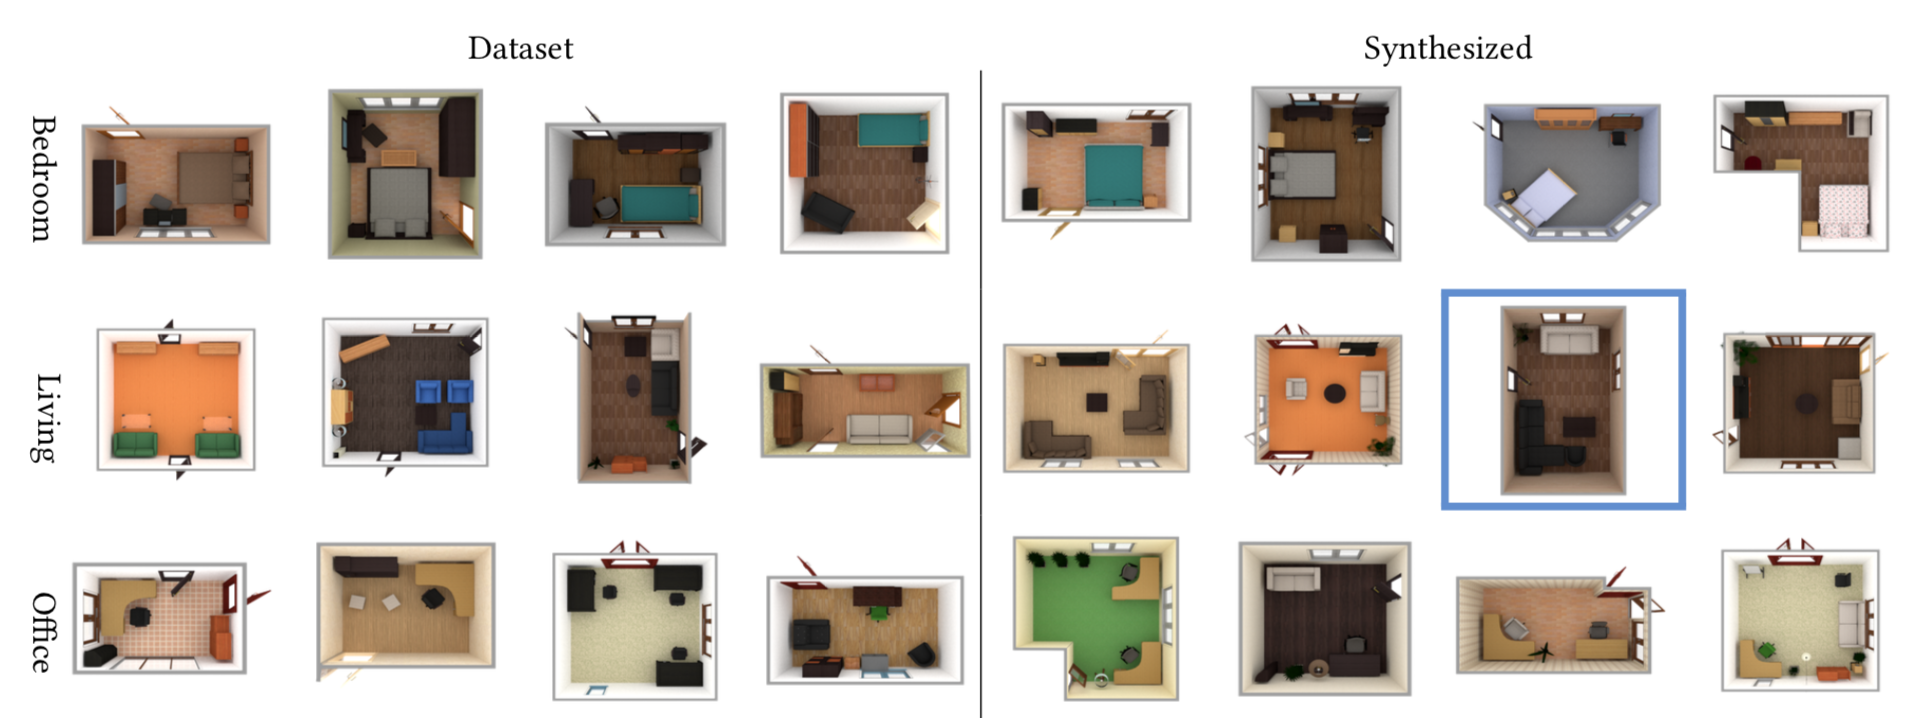 Dataset
Synthesized
Bedroom
Living
Office